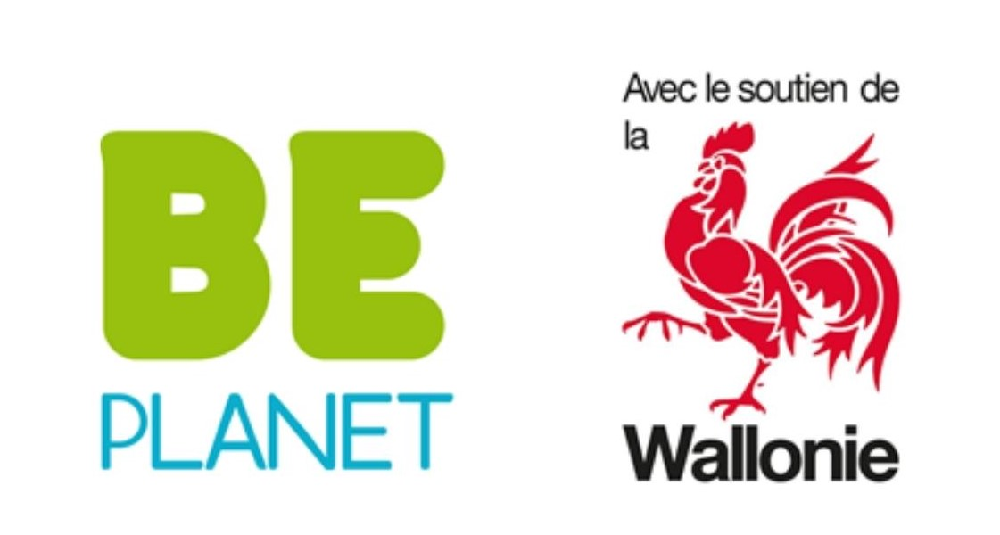 BE
PLANET
Avec le soutien de
la
Wallonie